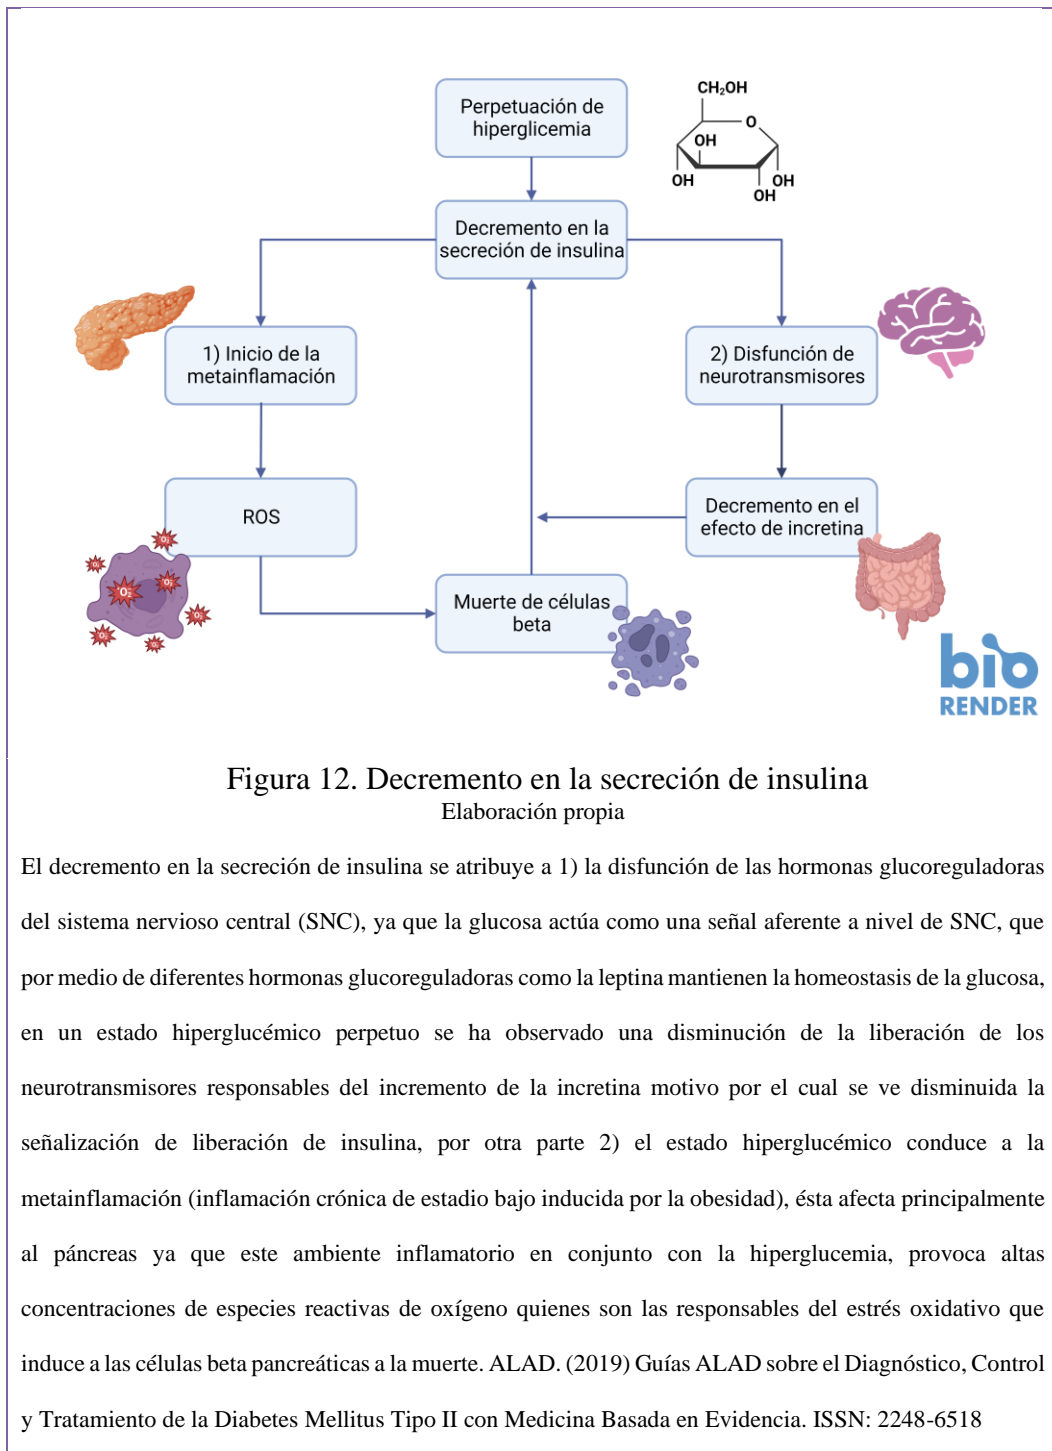 Perpetuación de
hiperglicemia
CH₂OH
O
OH
OH
OH
OH
Decremento en la
secreción de insulina
1) Inicio de la
metainflamación
2) Disfunción de
neurotransmisores
ROS
Decremento en el
efecto de incretina
Muerte de células
beta
bio
RENDER
Figura 12. Decremento en la secreción de insulina
Elaboración propia
El decremento en la secreción de insulina se atribuye a 1) la disfunción de las hormonas glucoreguladoras
del sistema nervioso central (SNC), ya que la glucosa actúa como una señal aferente a nivel de SNC, que
por medio de diferentes hormonas glucoreguladoras como la leptina mantienen la homeostasis de la glucosa,
en un estado hiperglucémico perpetuo se ha observado una disminución de la liberación de los
neurotransmisores responsables del incremento de la incretina motivo por el cual se ve disminuida la
señalización de liberación de insulina, por otra parte 2) el estado hiperglucémico conduce a la
metainflamación (inflamación crónica de estadio bajo inducida por la obesidad), ésta afecta principalmente
al páncreas ya que este ambiente inflamatorio en conjunto con la hiperglucemia, provoca altas
concentraciones de especies reactivas de oxígeno quienes son las responsables del estrés oxidativo que
induce a las células beta pancreáticas a la muerte. ALAD. (2019) Guías ALAD sobre el Diagnóstico, Control
y Tratamiento de la Diabetes Mellitus Tipo II con Medicina Basada en Evidencia. ISSN: 2248-6518